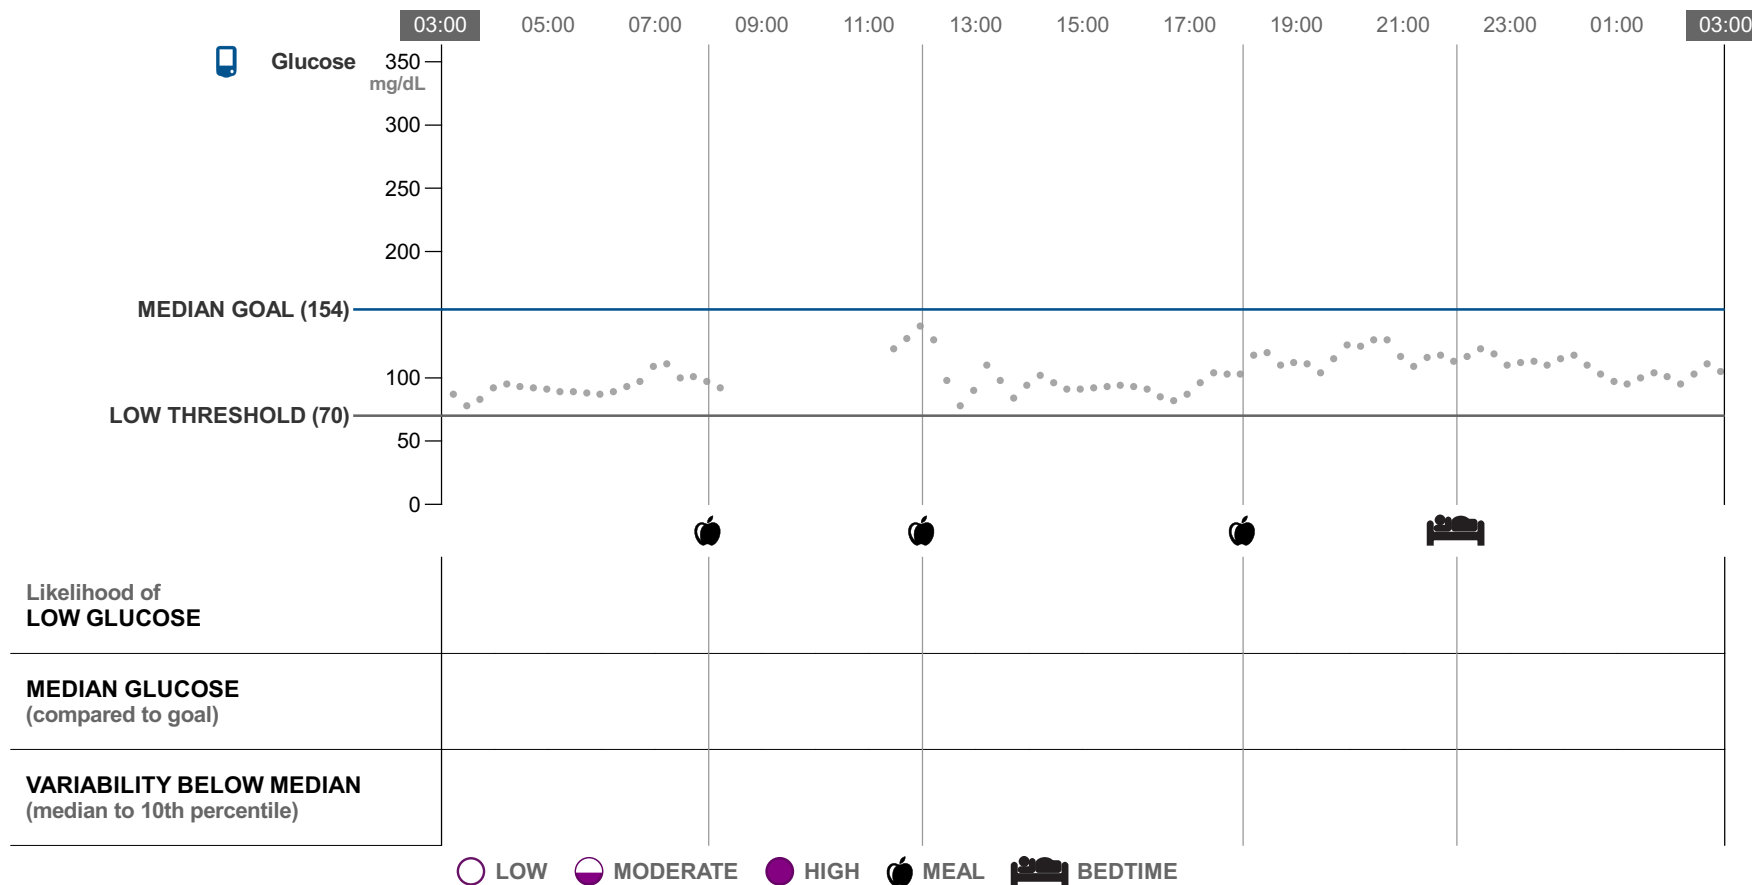 03:00 05:00 07:00 09:00 11:00 13:00 15:00 17:00 19:00 21:00 23:00 01:00 03:00
Glucose 350
mg/dL
300
250
200
MEDIAN GOAL (154)
100
LOW THRESHOLD (70)
50
0
Likelihood of
LOW GLUCOSE
MEDIAN GLUCOSE
(compared to goal)
VARIABILITY BELOW MEDIAN
(median to 10th percentile)
LOW MODERATE HIGH MEAL BEDTIME